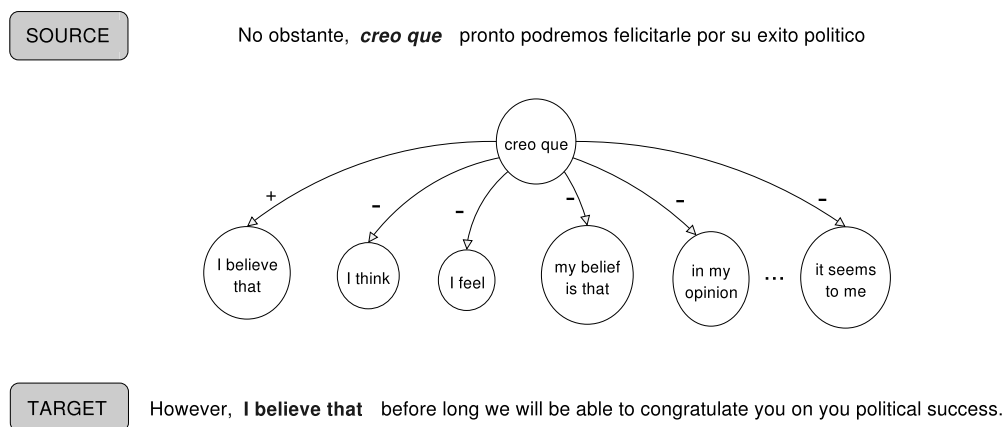 SOURCE No obstante, creo que pronto podremos felicitarle por su exito politico
creo que
+ - - - - -
I believe
that
I think
I feel
my belief
is that
in my
opinion
...
it seems
to me
TARGET However, I believe that before long we will be able to congratulate you on you political success.